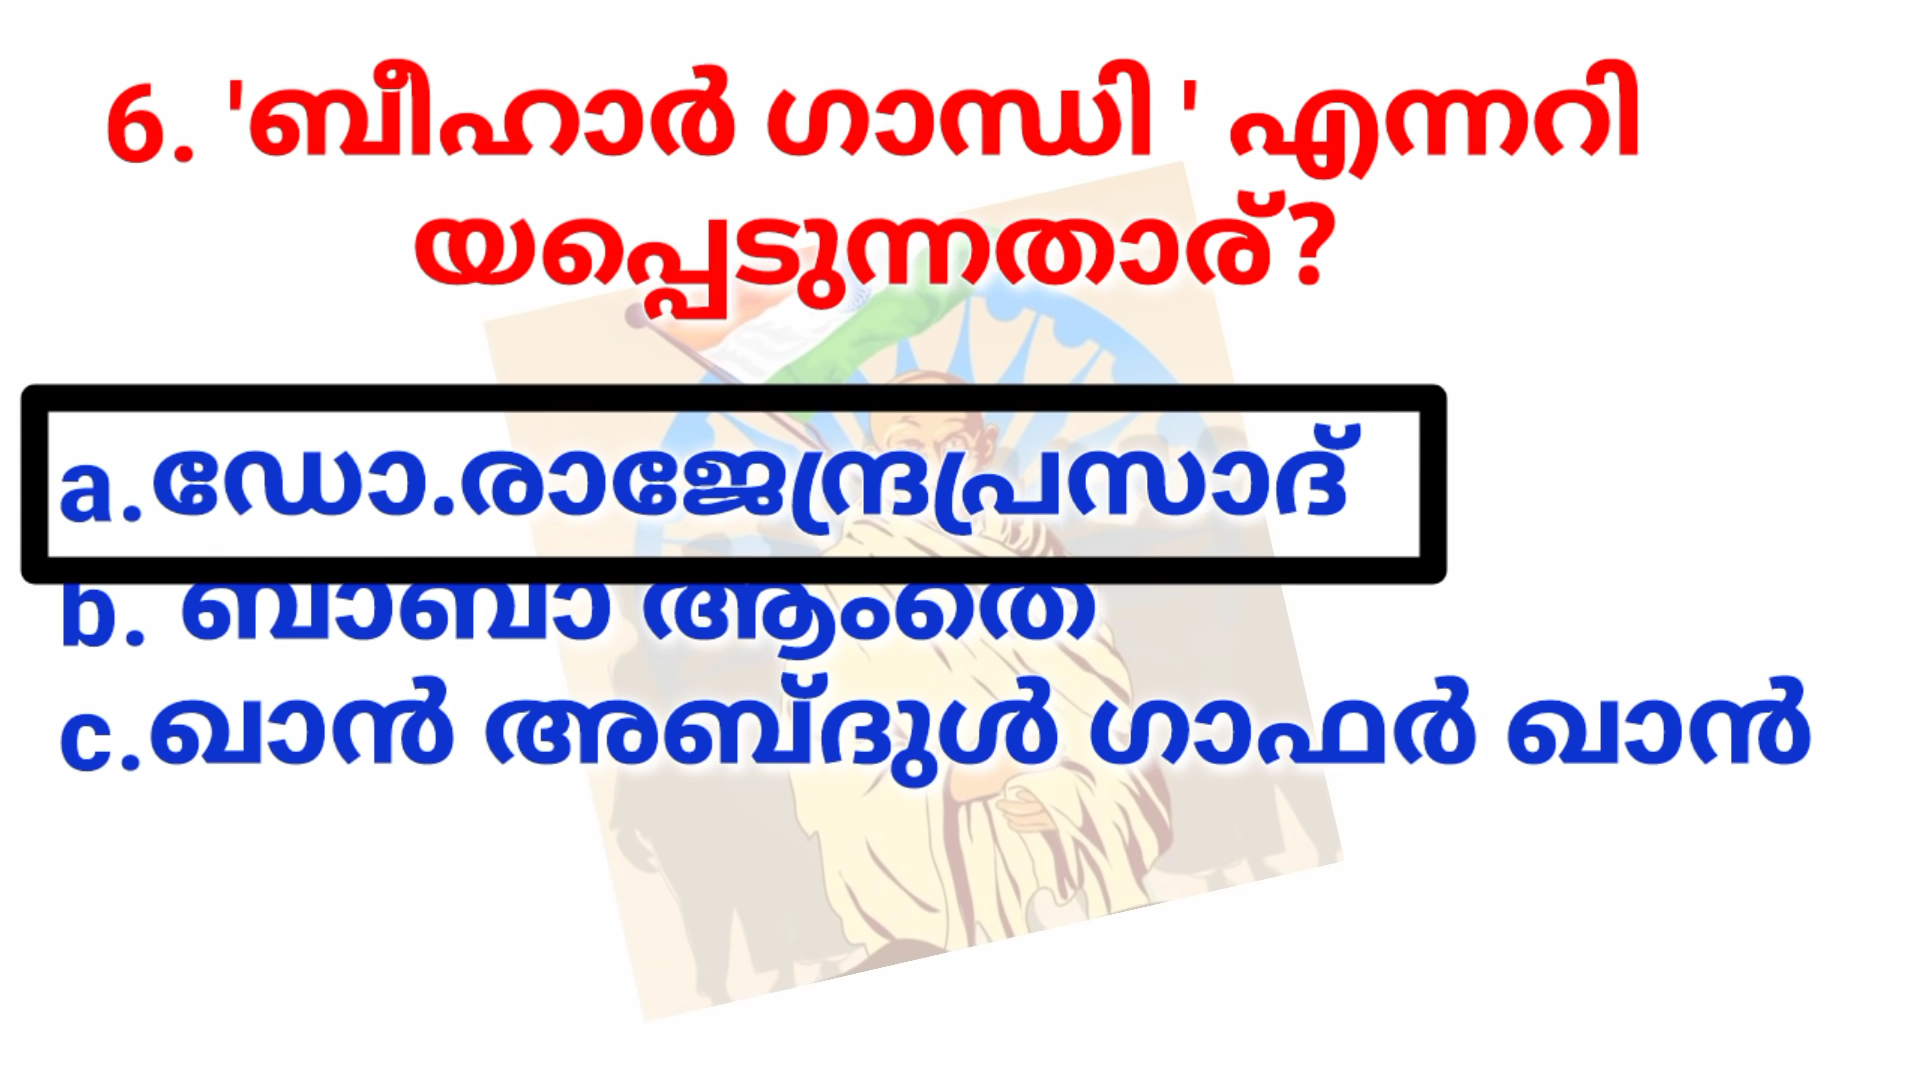 6. 'ബീഹാർ ഗാന്ധി ' എന്നറി
യപ്പെടുന്നതാര്?
a.ഡോ.രാജേന്ദ്രപ്രസാദ്
b. ബാബാ ആംതെ
c.ഖാൻ അബ്ദുൾ ഗാഫർ ഖാൻ